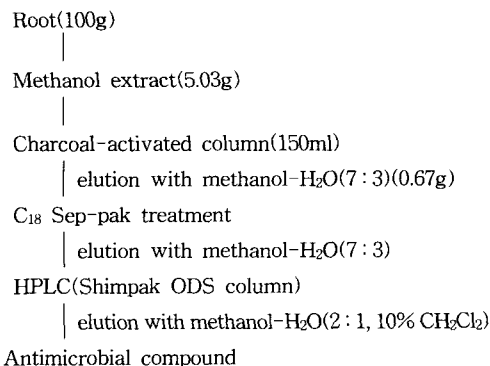 Root(100g)
Methanol extract(5.03g)
Charcoal-activated column(150ml)
elution with methanol-H₂O(7 : 3)(0.67g)
C₁₈ Sep-pak treatment
elution with methanol-H₂O(7 : 3)
HPLC(Shimpak ODS column)
elution with methanol-H₂O(2 : 1, 10% CH₂Cl₂)
Antimicrobial compound